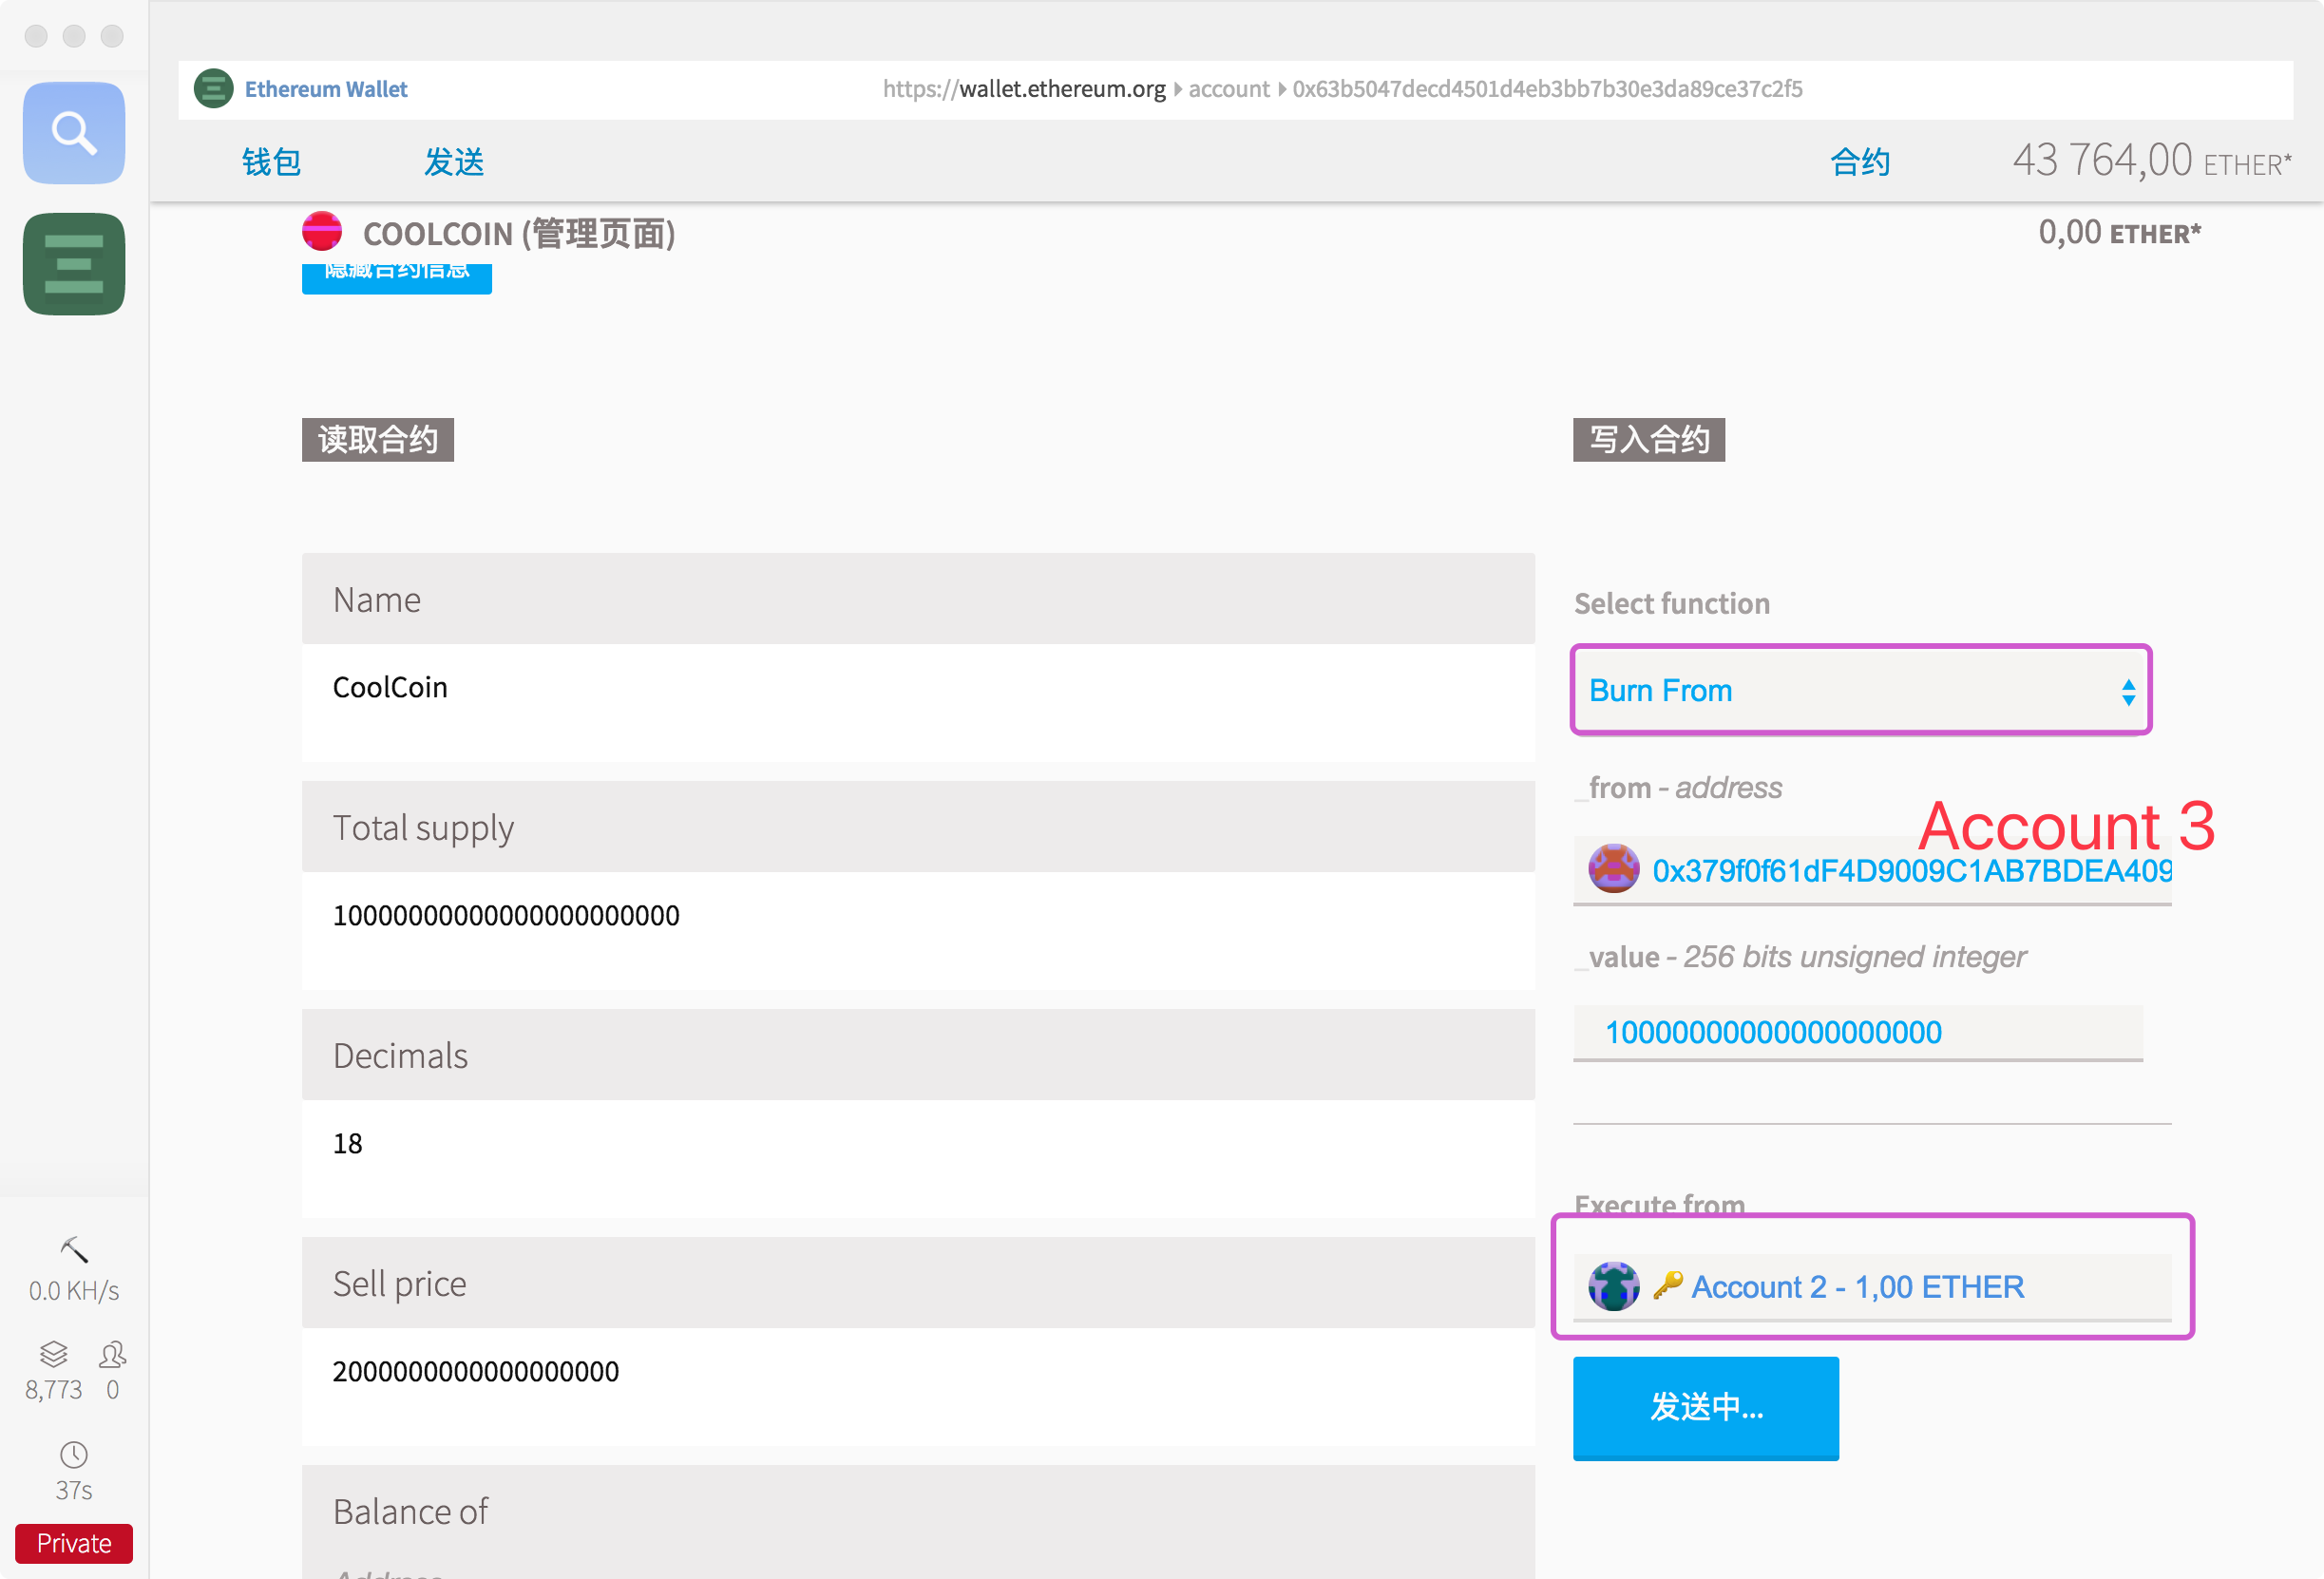 Ethereum Wallet
https://wallet.ethereum.org account 0x63b5047decd4501d4eb3bb7b30e3da89ce37c2f5
钱包 发送 合约 43 764,00 ETHER*
COOLCOIN (管理页面) 0,00 ETHER*
隐藏合约信息
读取合约
Name
CoolCoin
Total supply
100000000000000000000000
Decimals
18
Sell price
20000000000000000000
Balance of
Address
写入合约
Select function
Burn From
_from - address
Account 3
0x379f0f61dF4D9009C1AB7BDEA409
_value - 256 bits unsigned integer
10000000000000000000
Execute from
Account 2 - 1,00 ETHER
发送中...
0.0 KH/s
8,773 0
37s
Private